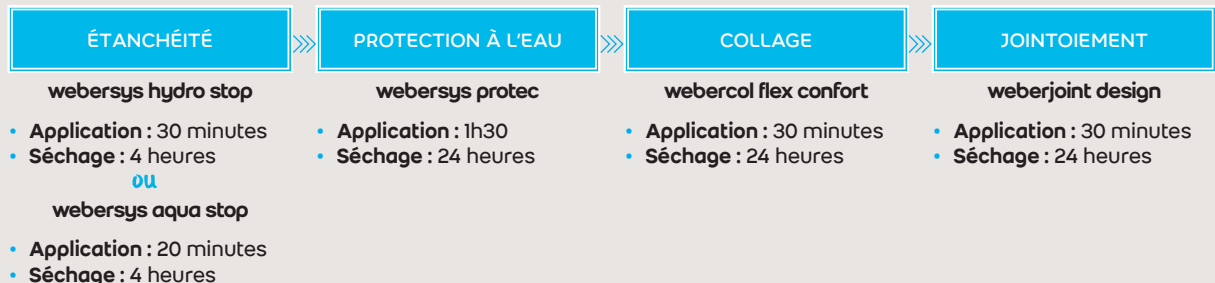 ÉTANCHÉITÉ
webersys hydro stop
• Application : 30 minutes
• Séchage : 4 heures
ou
webersys aqua stop
• Application : 20 minutes
• Séchage : 4 heures
PROTECTION À L'EAU
webersys protec
• Application : 1h30
• Séchage : 24 heures
COLLAGE
webercol flex confort
• Application : 30 minutes
• Séchage : 24 heures
JOINTOIEMENT
weberjoint design
• Application : 30 minutes
• Séchage : 24 heures